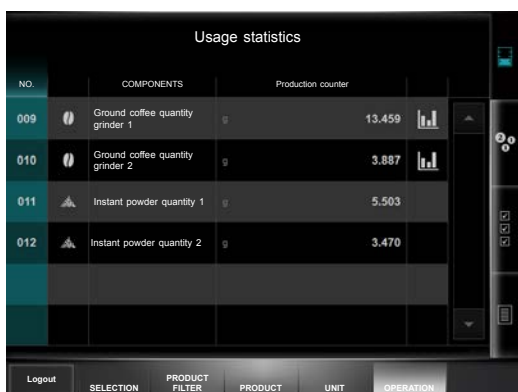 Usage statistics
NO. COMPONENTS Production counter
009 Ground coffee quantity
grinder 1 g 13.459
010 Ground coffee quantity
grinder 2 g 3.887
011 Instant powder quantity 1 g 5.503
012 Instant powder quantity 2 g 3.470
Logout SELECTION PRODUCT
FILTER PRODUCT UNIT OPERATION